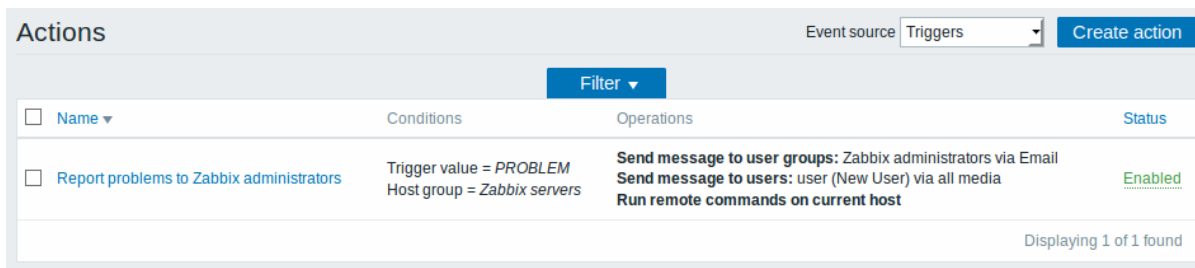 Actions
Event source Triggers Create action
Filter
Name Conditions Operations Status
Report problems to Zabbix administrators
Trigger value = PROBLEM
Host group = Zabbix servers
Send message to user groups: Zabbix administrators via Email
Send message to users: user (New User) via all media
Run remote commands on current host
Enabled
Displaying 1 of 1 found